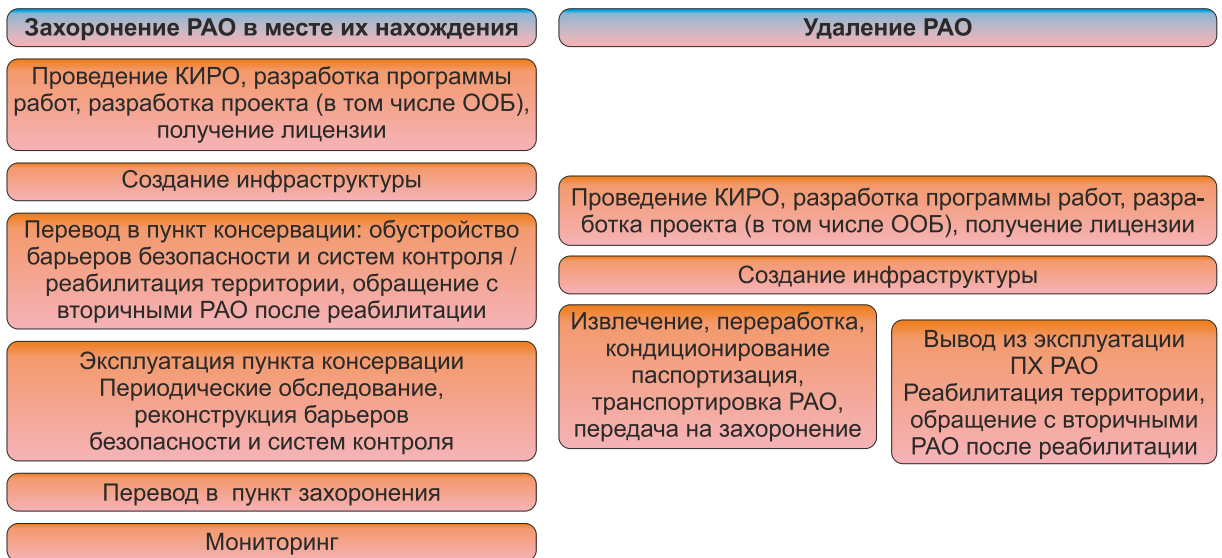 Захоронение РАО в месте их нахождения
Проведение КИРО, разработка программы
работ, разработка проекта (в том числе ООБ),
получение лицензии
Создание инфраструктуры
Перевод в пункт консервации: обустройство
барьеров безопасности и систем контроля /
реабилитация территории, обращение с
вторичными РАО после реабилитации
Эксплуатация пункта консервации
Периодические обследование,
реконструкция барьеров
безопасности и систем контроля
Перевод в пункт захоронения
Мониторинг
Удаление РАО
Проведение КИРО, разработка программы работ, разра-
ботка проекта (в том числе ООБ), получение лицензии
Создание инфраструктуры
Извлечение, переработка,
кондиционирование
паспортизация,
транспортировка РАО,
передача на захоронение
Вывод из эксплуатации
ПХ РАО
Реабилитация территории,
обращение с вторичными
РАО после реабилитации